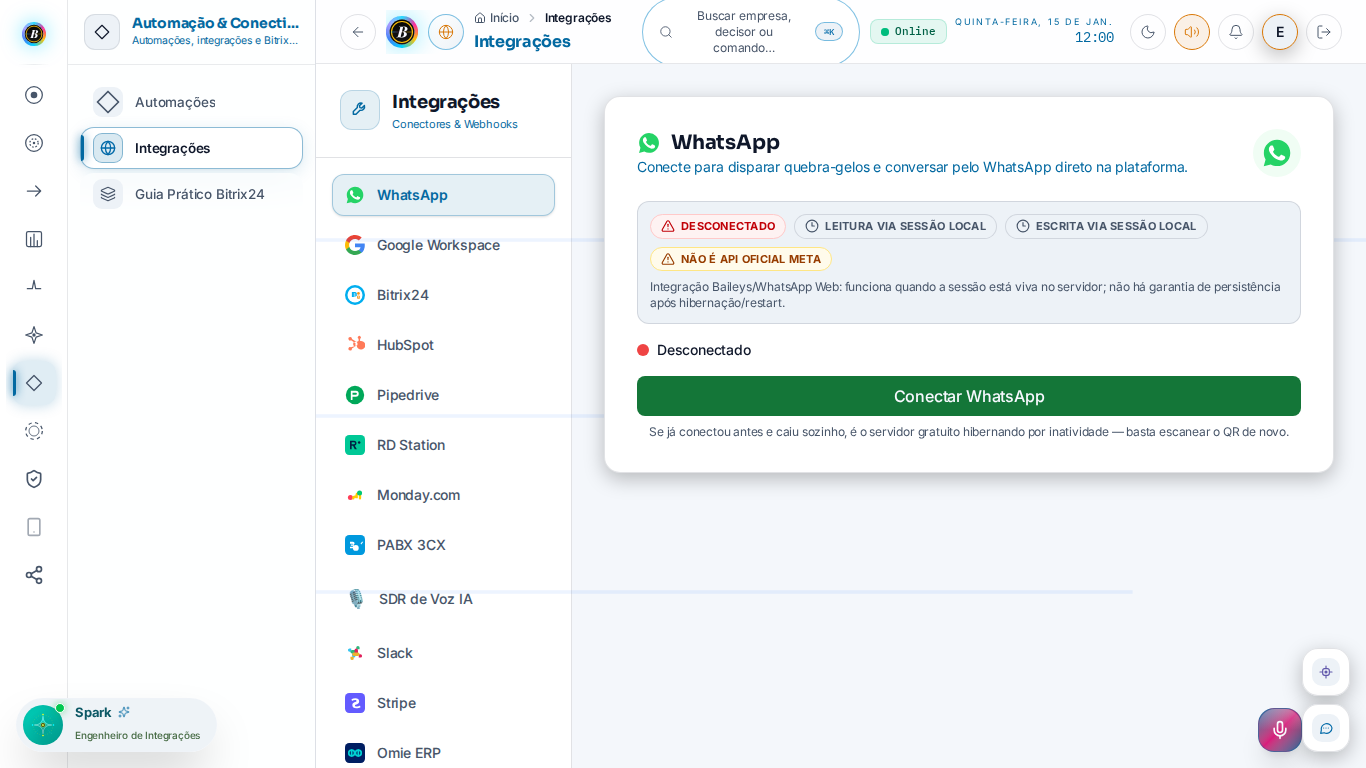 B
Automação & Conecti...
Automações, integrações e Bitrix...
Automações
Integrações
Guia Prático Bitrix24
Spark
Engenheiro de Integrações
B
Início
Integrações
Integrações
Buscar empresa,
decisor ou
comando...
⌘K
Online
QUINTA-FEIRA, 15 DE JAN.
12:00
E
Integrações
Conectores & Webhooks
WhatsApp
Google Workspace
Bitrix24
HubSpot
Pipedrive
RD Station
Monday.com
PABX 3CX
SDR de Voz IA
Slack
Stripe
Omie ERP
WhatsApp
Conecte para disparar quebra-gelos e conversar pelo WhatsApp direto na plataforma.
DESCONECTADO
LEITURA VIA SESSÃO LOCAL
ESCRITA VIA SESSÃO LOCAL
NÃO É API OFICIAL META
Integração Baileys/WhatsApp Web: funciona quando a sessão está viva no servidor; não há garantia de persistência
após hibernação/restart.
Desconectado
Conectar WhatsApp
Se já conectou antes e caiu sozinho, é o servidor gratuito hibernando por inatividade — basta escanear o QR de novo.